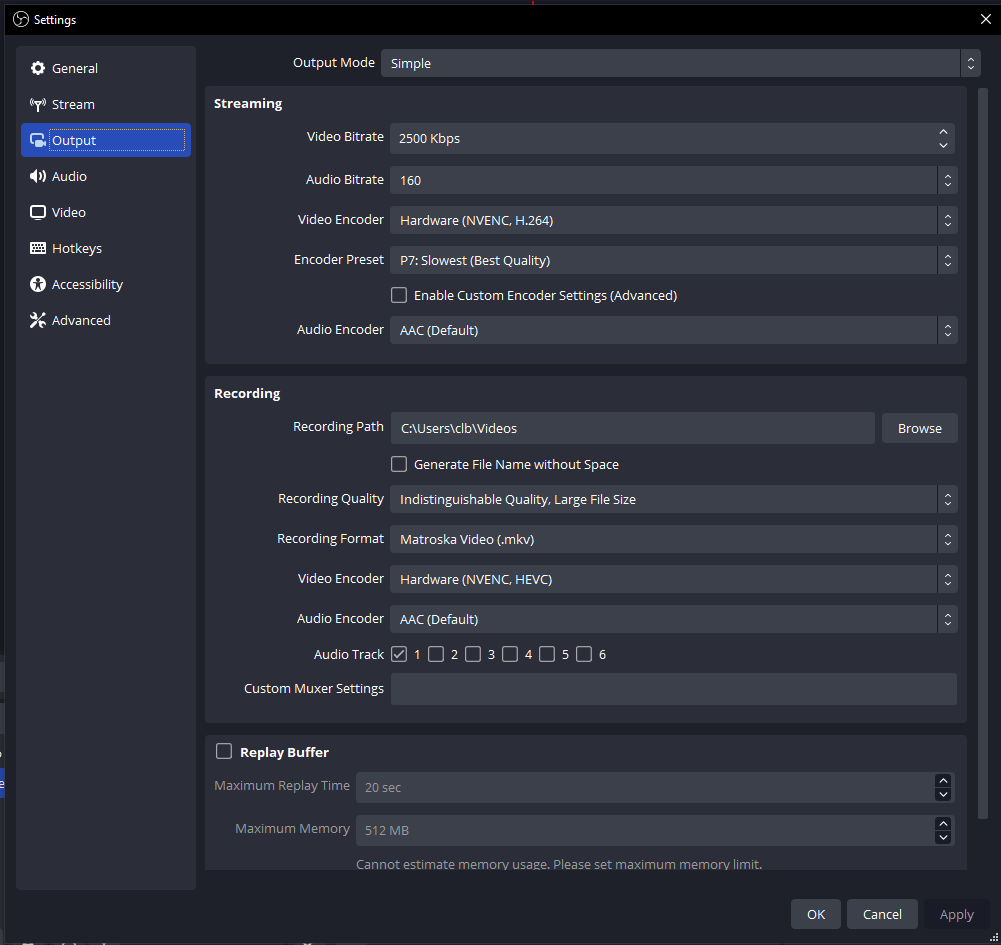 Settings
General
Stream
Output
Audio
Video
Hotkeys
Accessibility
Advanced
Output Mode Simple
Streaming
Video Bitrate 2500 Kbps
Audio Bitrate 160
Video Encoder Hardware (NVENC, H.264)
Encoder Preset P7: Slowest (Best Quality)
Enable Custom Encoder Settings (Advanced)
Audio Encoder AAC (Default)
Recording
Recording Path C:\Users\clb\Videos Browse
Generate File Name without Space
Recording Quality Indistinguishable Quality, Large File Size
Recording Format Matroska Video (.mkv)
Video Encoder Hardware (NVENC, HEVC)
Audio Encoder AAC (Default)
Audio Track 1 2 3 4 5 6
Custom Muxer Settings
Replay Buffer
Maximum Replay Time 20 sec
Maximum Memory 512 MB
Cannot estimate memory usage. Please set maximum memory limit.
OK Cancel Apply